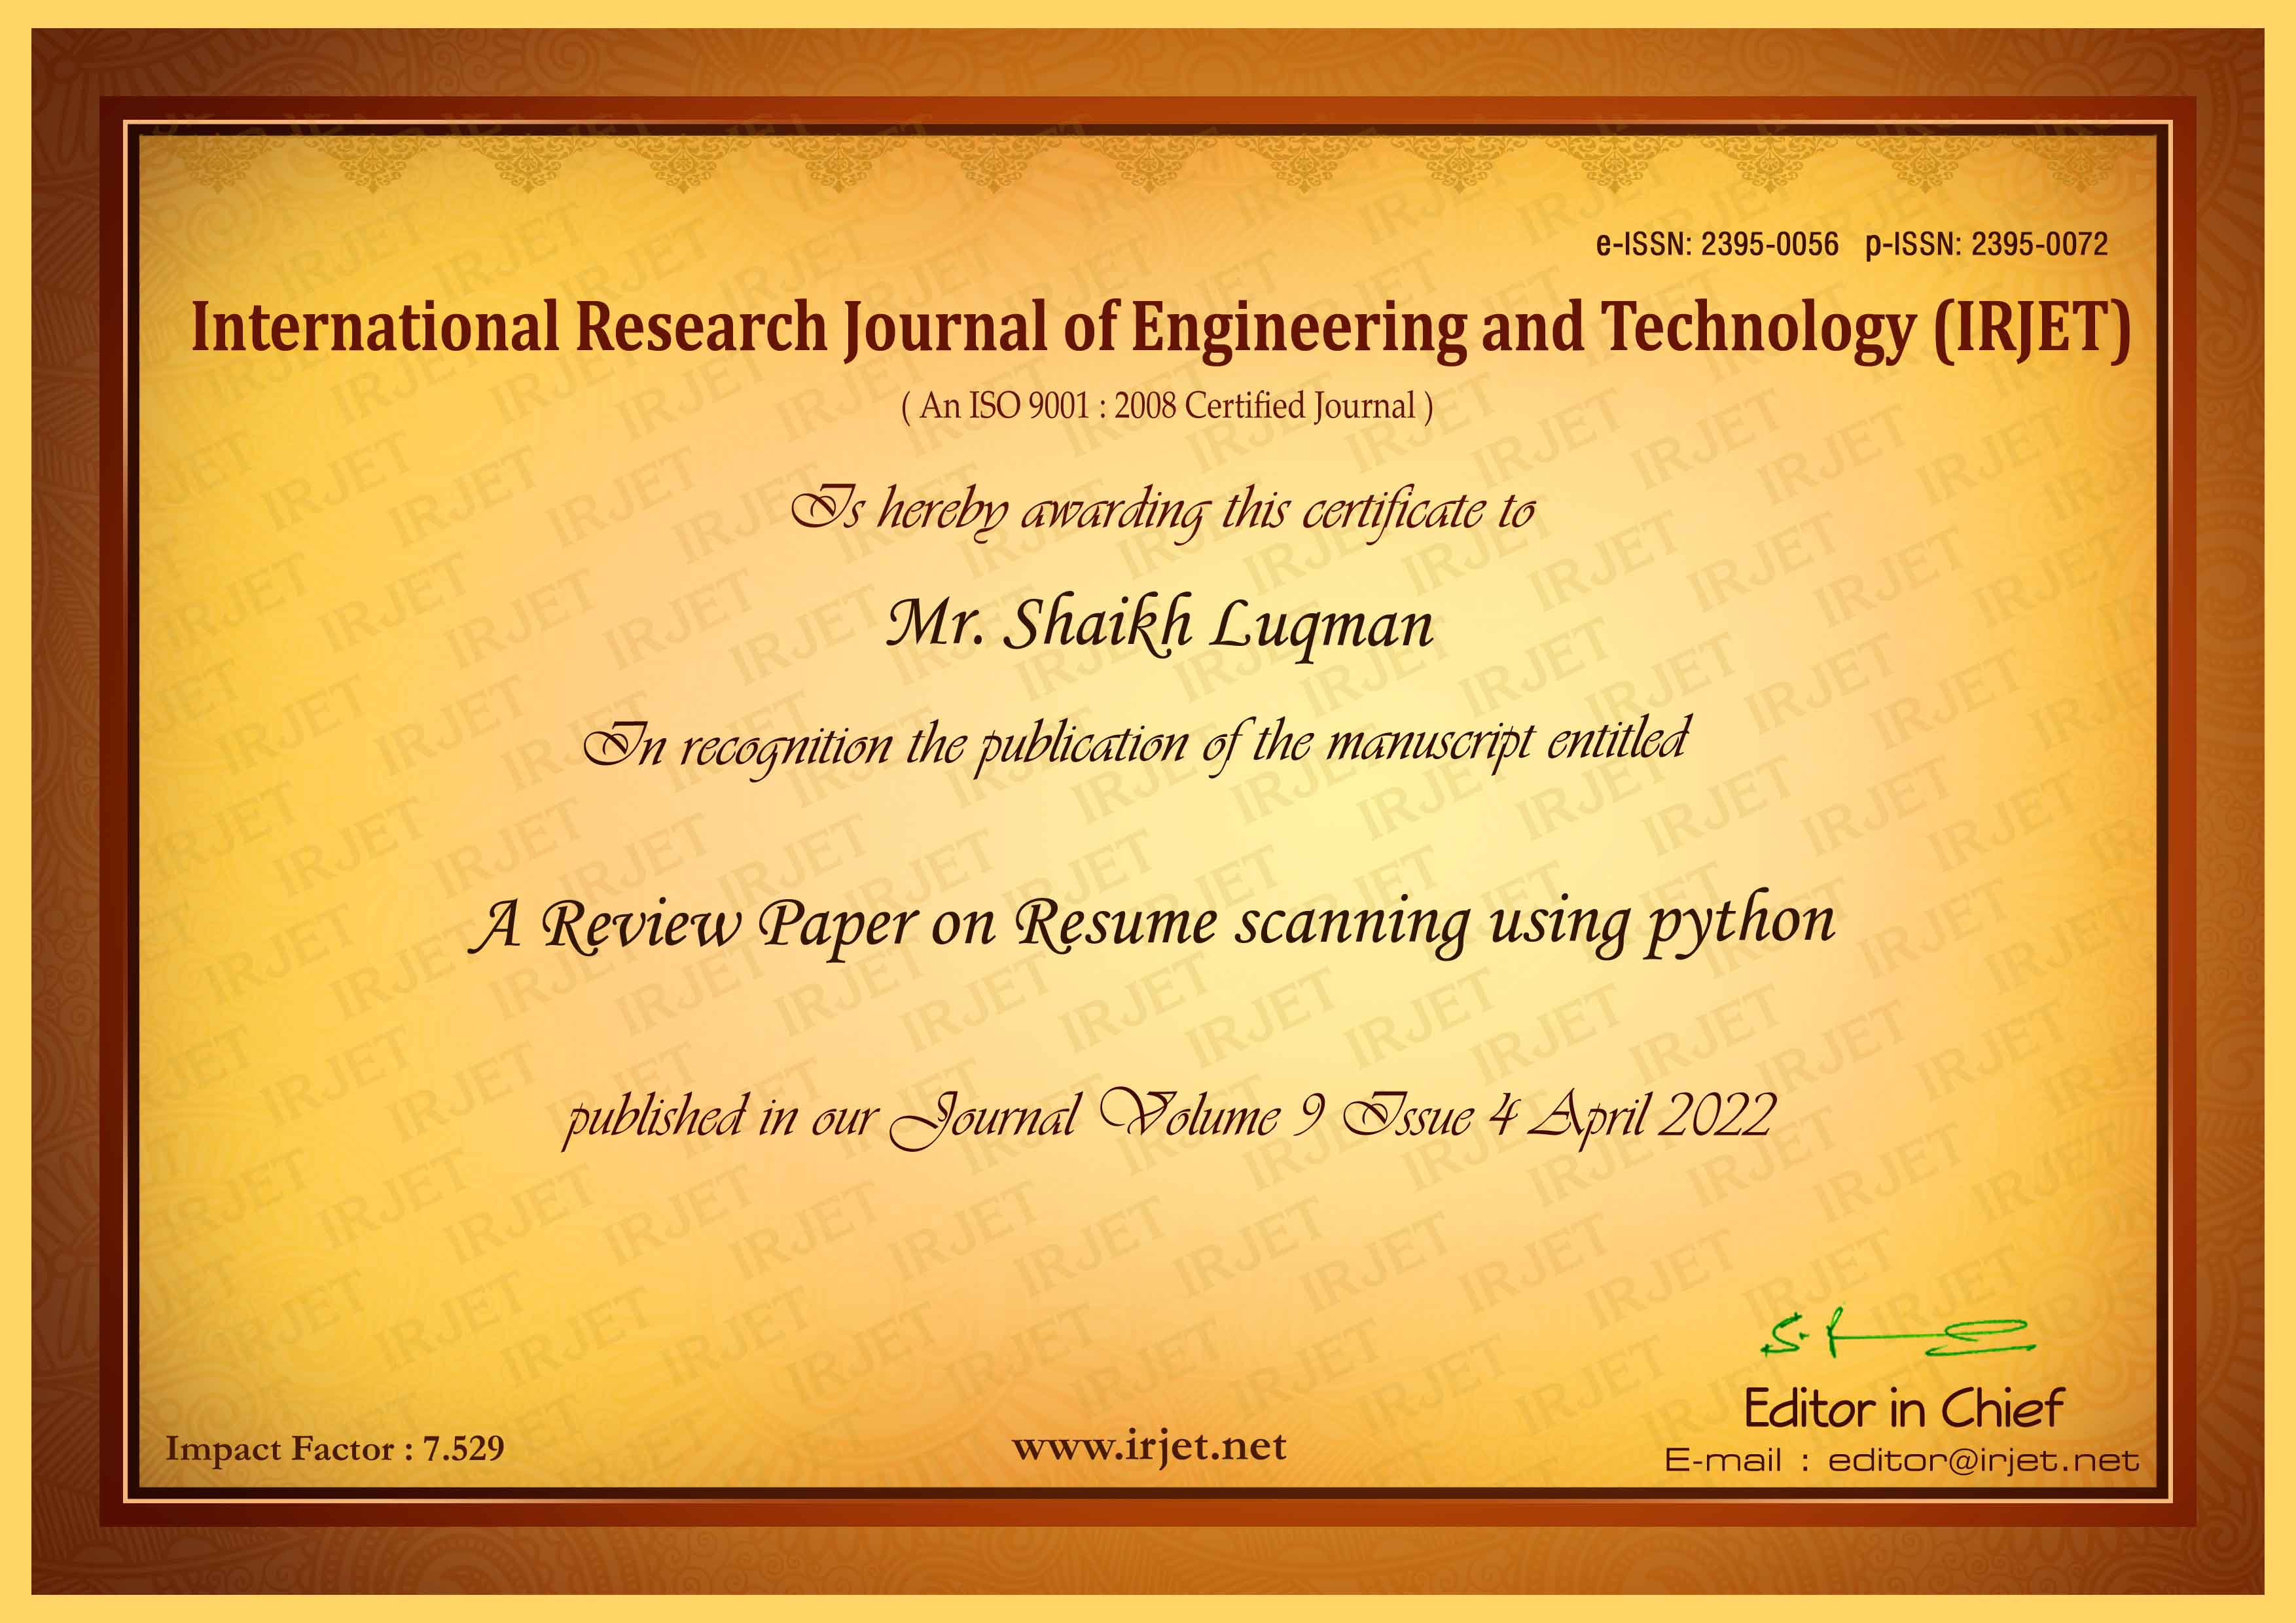 e-ISSN: 2395-0056 p-ISSN: 2395-0072
International Research Journal of Engineering and Technology (IRJET)
( An ISO 9001 : 2008 Certified Journal )
Is hereby awarding this certificate to
Mr. Shaikh Luqman
In recognition the publication of the manuscript entitled
A Review Paper on Resume scanning using python
published in our Journal Volume 9 Issue 4 April 2022
Editor in Chief
Impact Factor : 7.529
www.irjet.net
E-mail : editor@irjet.net